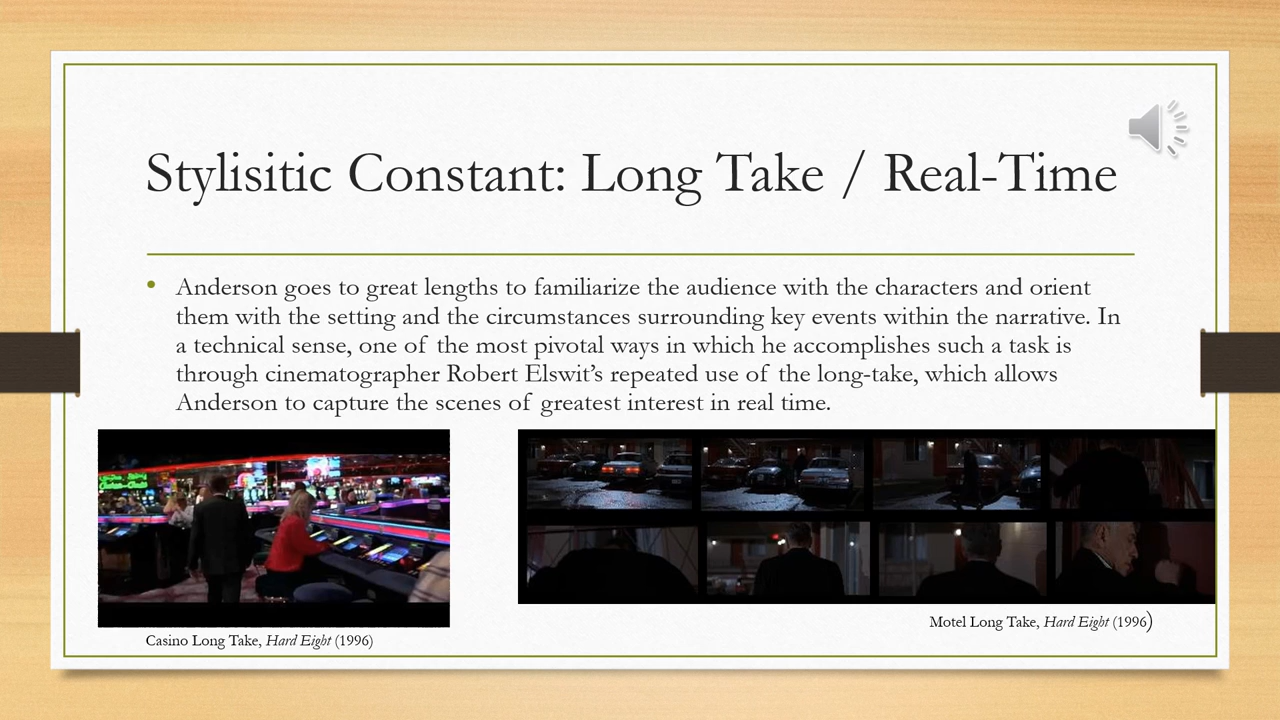 Stylisitic Constant: Long Take / Real-Time
• Anderson goes to great lengths to familiarize the audience with the characters and orient
them with the setting and the circumstances surrounding key events within the narrative. In
a technical sense, one of the most pivotal ways in which he accomplishes such a task is
through cinematographer Robert Elswit’s repeated use of the long-take, which allows
Anderson to capture the scenes of greatest interest in real time.
Motel Long Take, Hard Eight (1996)
Casino Long Take, Hard Eight (1996)